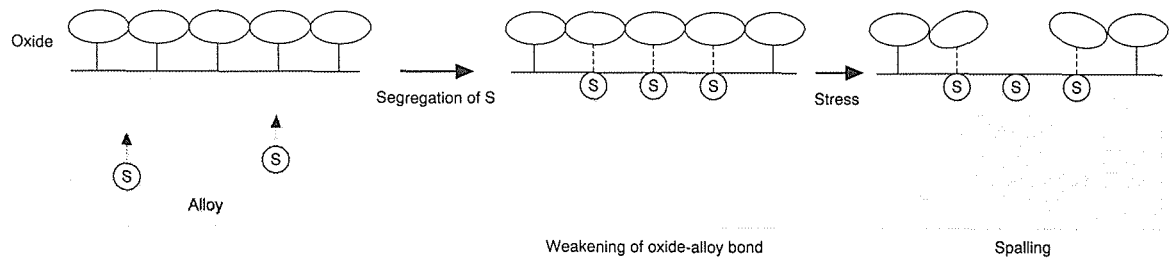 Oxide
Segregation of S
S
S
S
S
S
Stress
S
S
S
Alloy
Weakening of oxide-alloy bond
Spalling